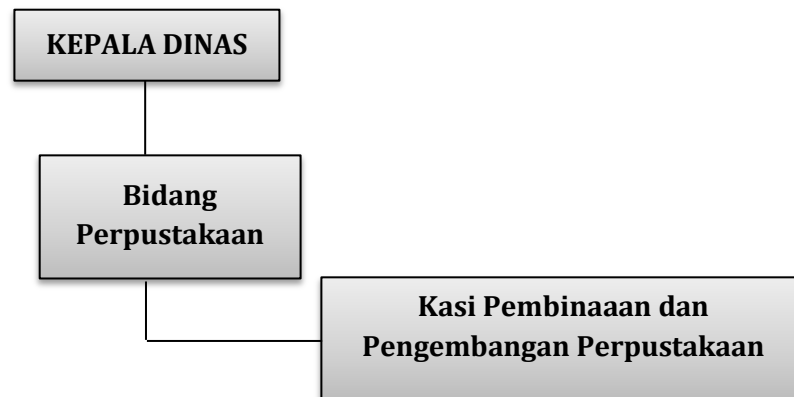 KEPALA DINAS
Bidang
Perpustakaan
Kasi Pembinaaan dan
Pengembangan Perpustakaan